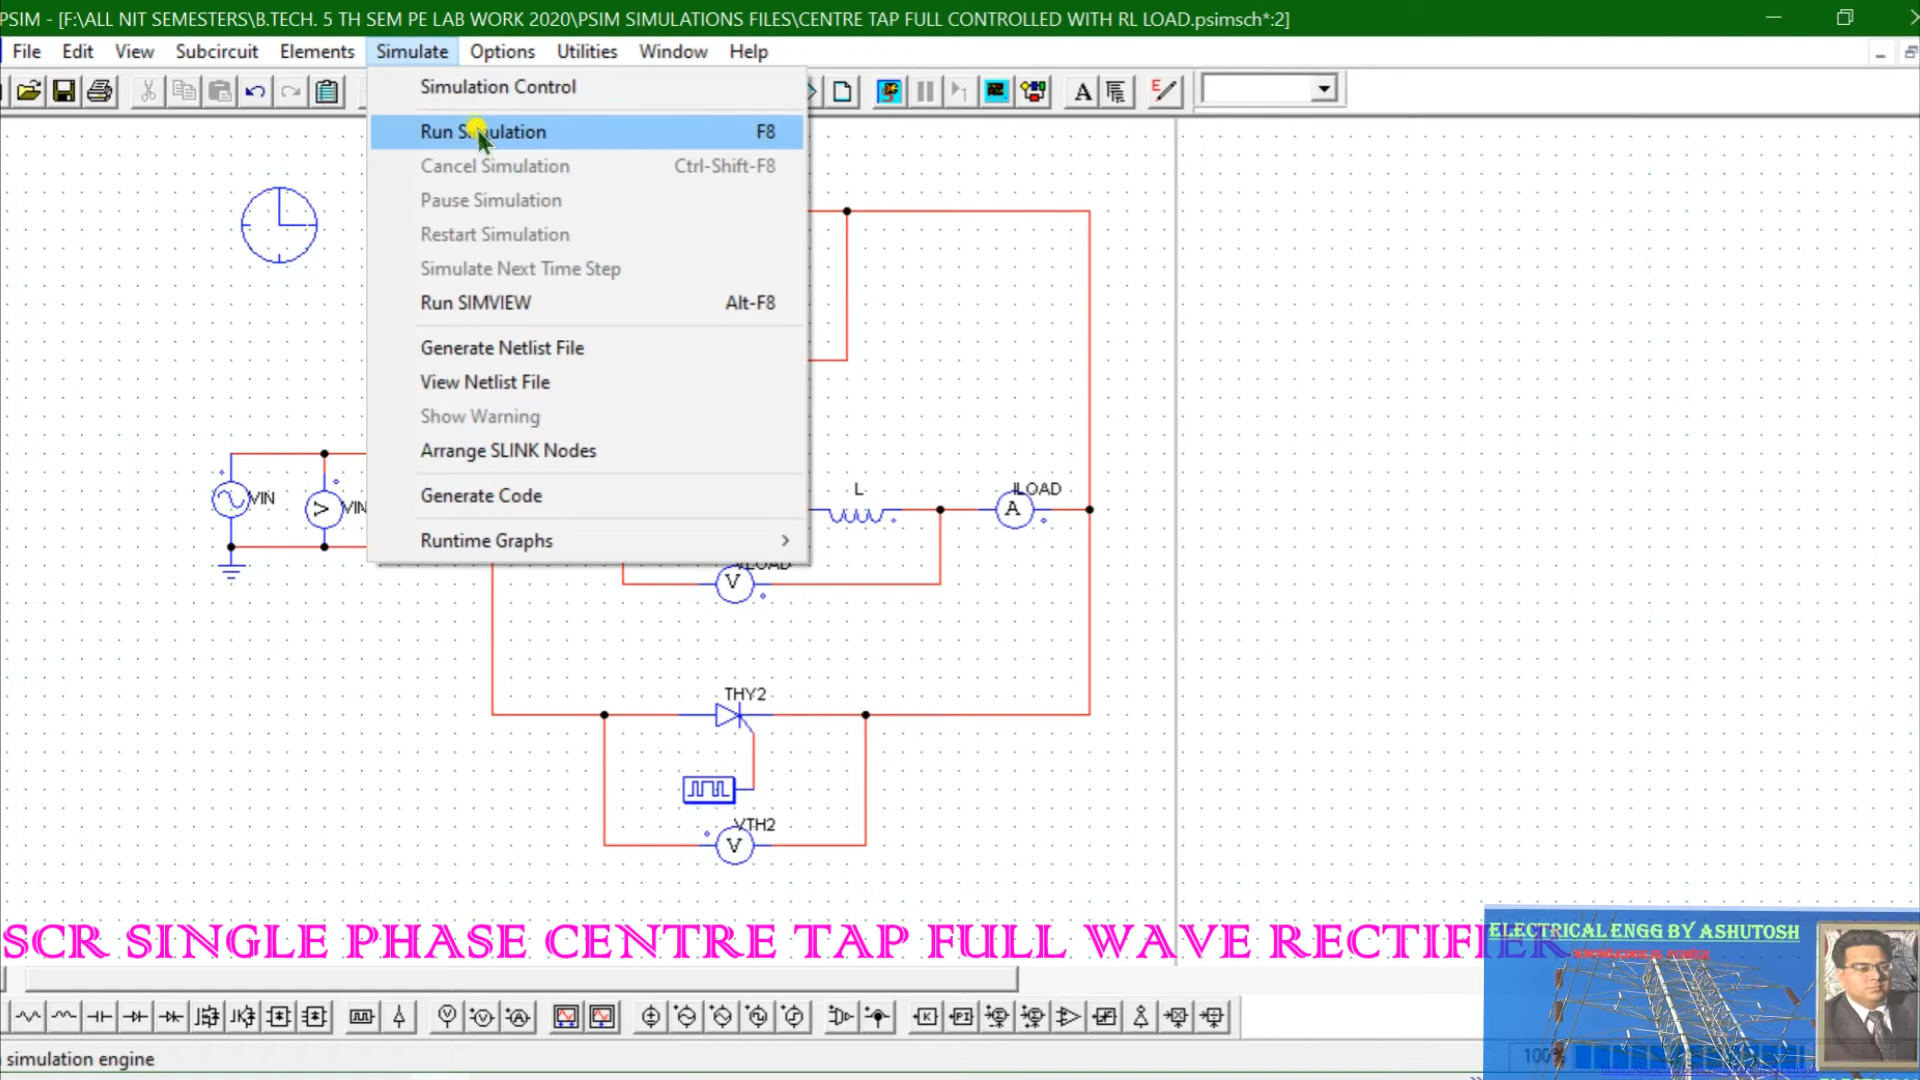 PSIM - [F:\ALL NIT SEMESTERS\B.TECH. 5 TH SEM PE LAB WORK 2020\PSIM SIMULATIONS FILES\CENTRE TAP FULL CONTROLLED WITH RL LOAD.psimsch*:2]
File Edit View Subcircuit Elements Simulate Options Utilities Window Help
Simulation Control
Run Simulation F8
Cancel Simulation Ctrl-Shift-F8
Pause Simulation
Restart Simulation
Simulate Next Time Step
Run SIMVIEW Alt-F8
Generate Netlist File
View Netlist File
Show Warning
Arrange SLINK Nodes
Generate Code
Runtime Graphs
VIN
VIN
L
ILOAD
A
VLOAD
V
THY2
VTH2
V
SCR SINGLE PHASE CENTRE TAP FULL WAVE RECTIFIER
ELECTRICAL ENGG BY ASHUTOSH
simulation engine
100%